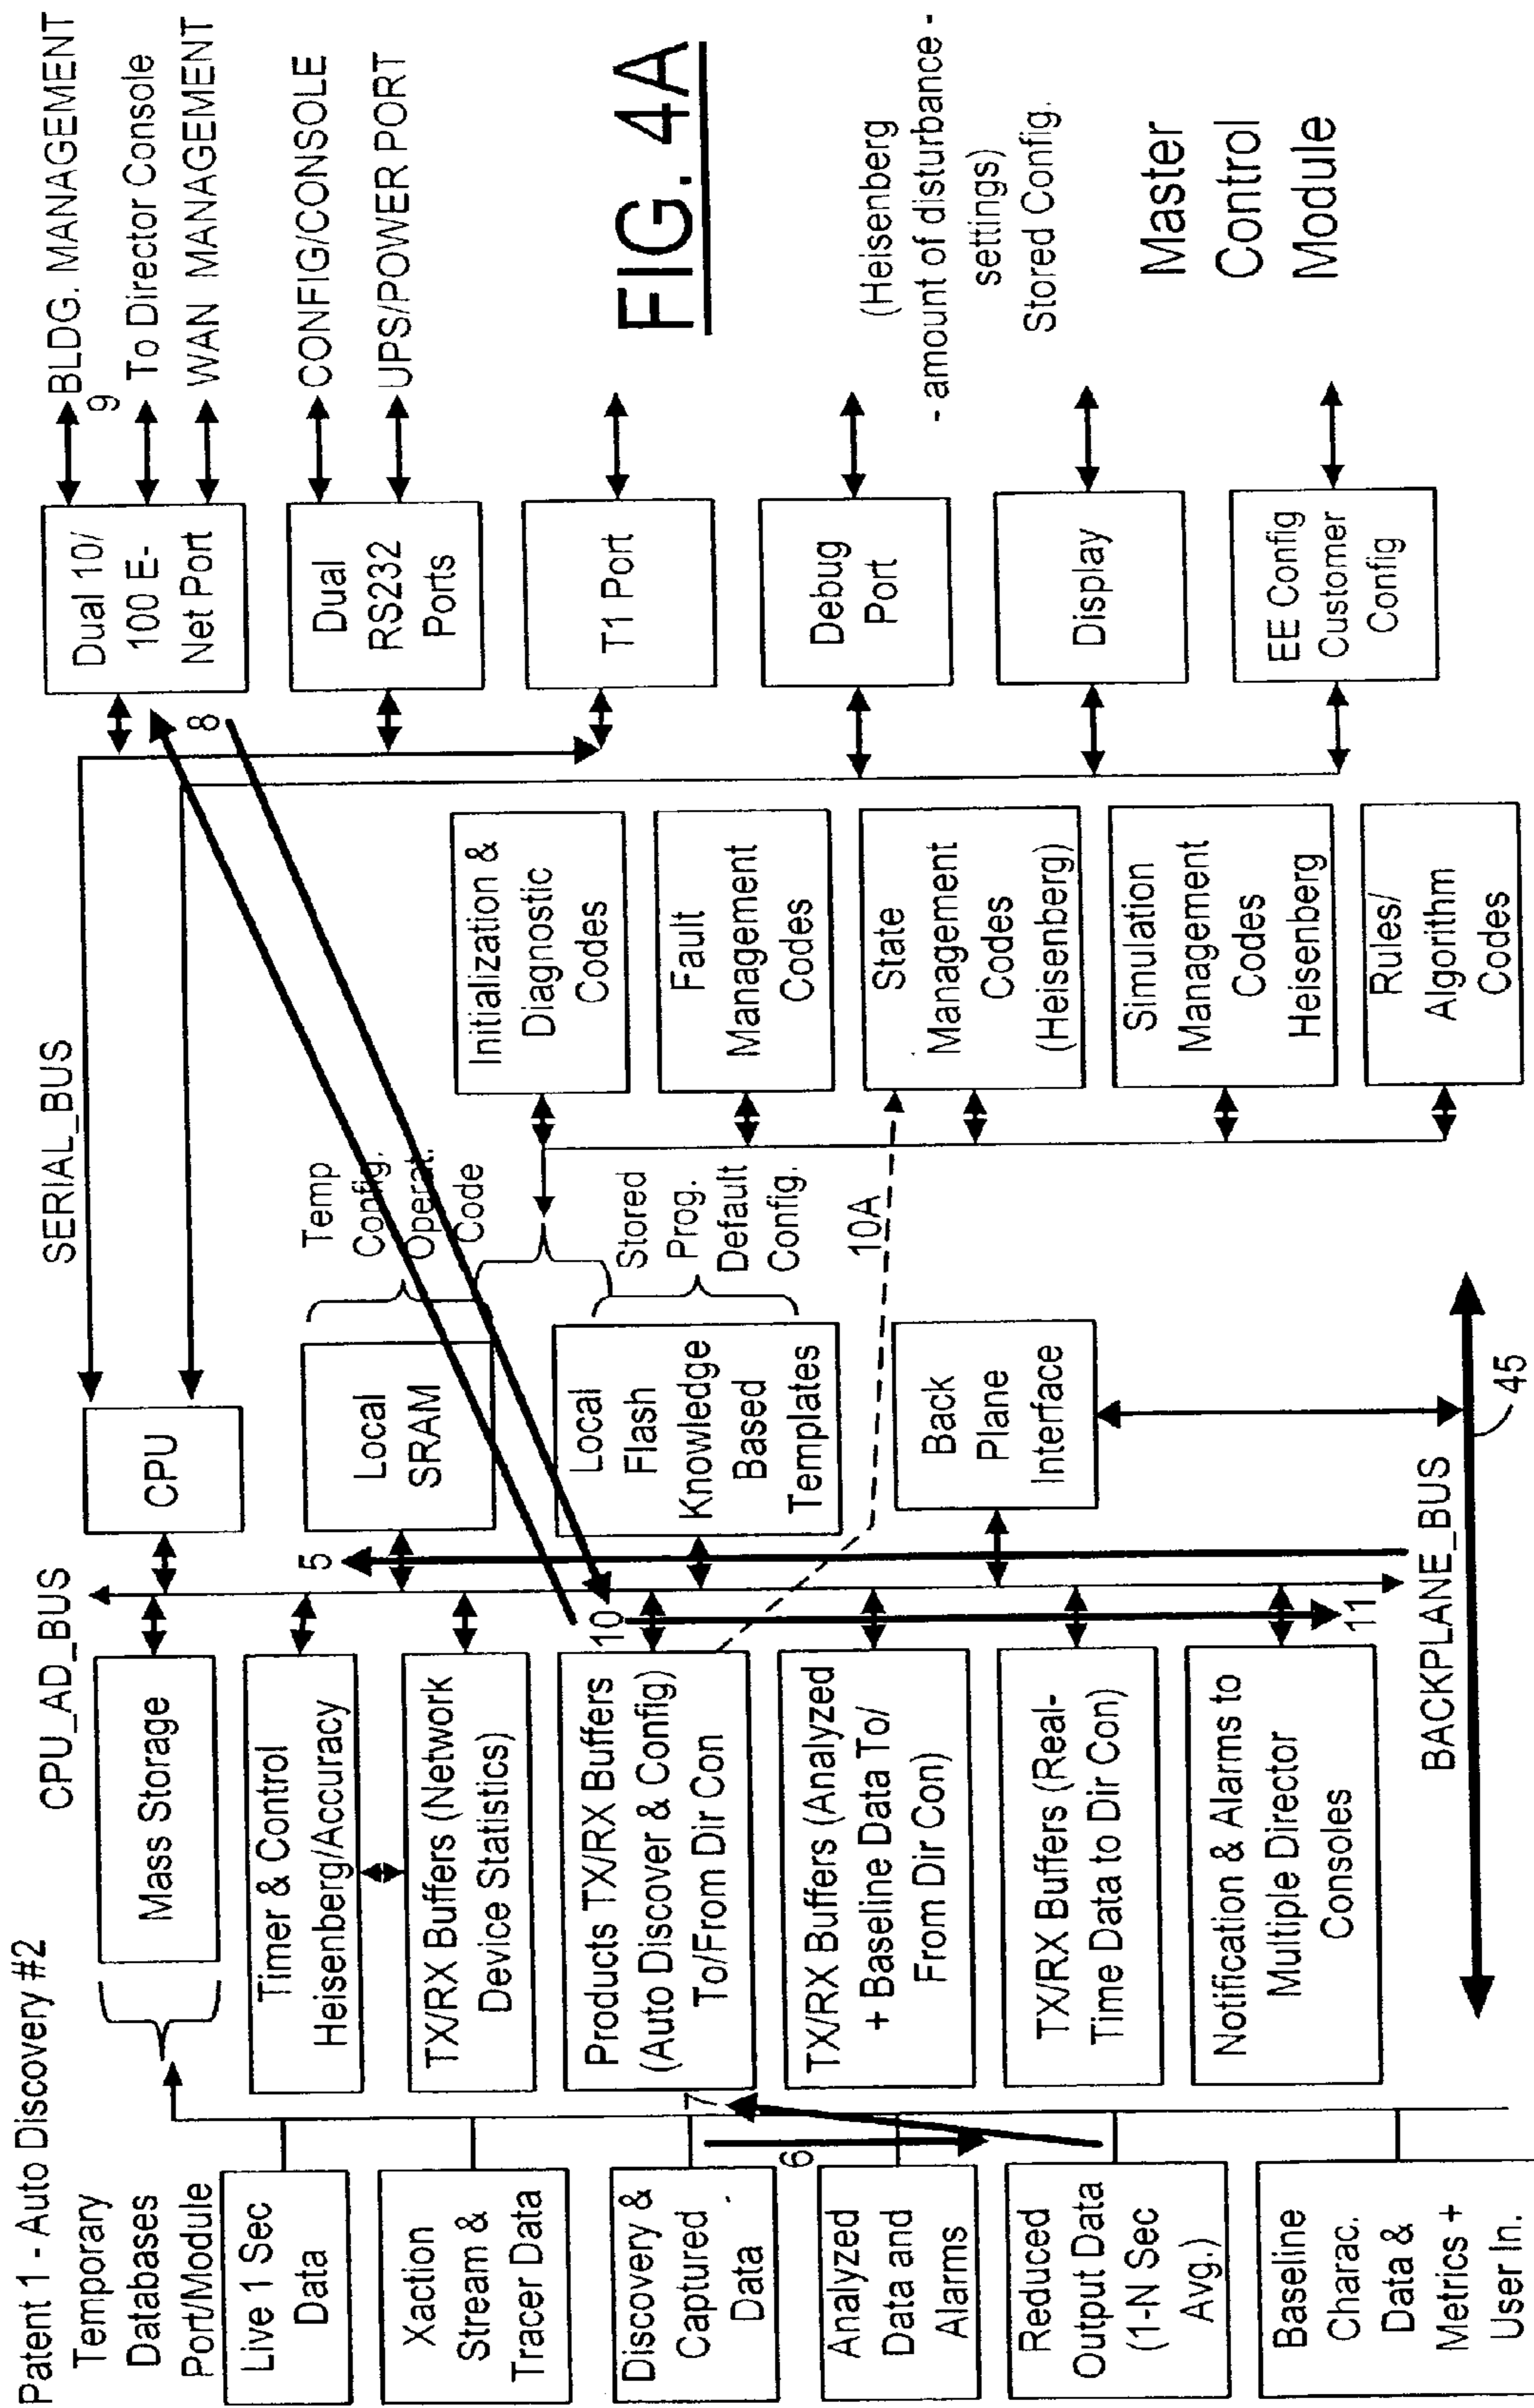 Patent 1 - Auto Discovery #2
Temporary
Databases
Port/Module
Live 1 Sec
Data
Xaction
Stream &
Tracer Data
Discovery &
Captured
Data
Analyzed
Data and
Alarms
Reduced
Output Data
(1-N Sec
Avg.)
Baseline
Charac.
Data &
Metrics +
User In.
6
7
CPU_AD_BUS
Mass Storage
Timer & Control
Heisenberg/Accuracy
TX/RX Buffers (Network
Device Statistics)
Products TX/RX Buffers
(Auto Discover & Config)
To/From Dir Con
TX/RX Buffers (Analyzed
+ Baseline Data To/
From Dir Con)
TX/RX Buffers (Real-
Time Data to Dir Con)
Notification & Alarms to
Multiple Director
Consoles
5
10
11
BACKPLANE_BUS
45
CPU
Local
SRAM
Local
Flash
Knowledge
Based
Templates
Back
Plane
Interface
SERIAL_BUS
Temp
Config.
Operat.
Code
Stored
Prog.
Default
Config.
10A
Initialization &
Diagnostic
Codes
Fault
Management
Codes
State
Management
Codes
(Heisenberg)
Simulation
Management
Codes
Heisenberg
Rules/
Algorithm
Codes
8
Dual 10/
100 E-
Net Port
Dual
RS232
Ports
T1 Port
Debug
Port
Display
EE Config
Customer
Config
BLDG. MANAGEMENT
9
To Director Console
WAN MANAGEMENT
CONFIG/CONSOLE
UPS/POWER PORT
FIG. 4A
(Heisenberg
- amount of disturbance -
settings)
Stored Config.
Master
Control
Module